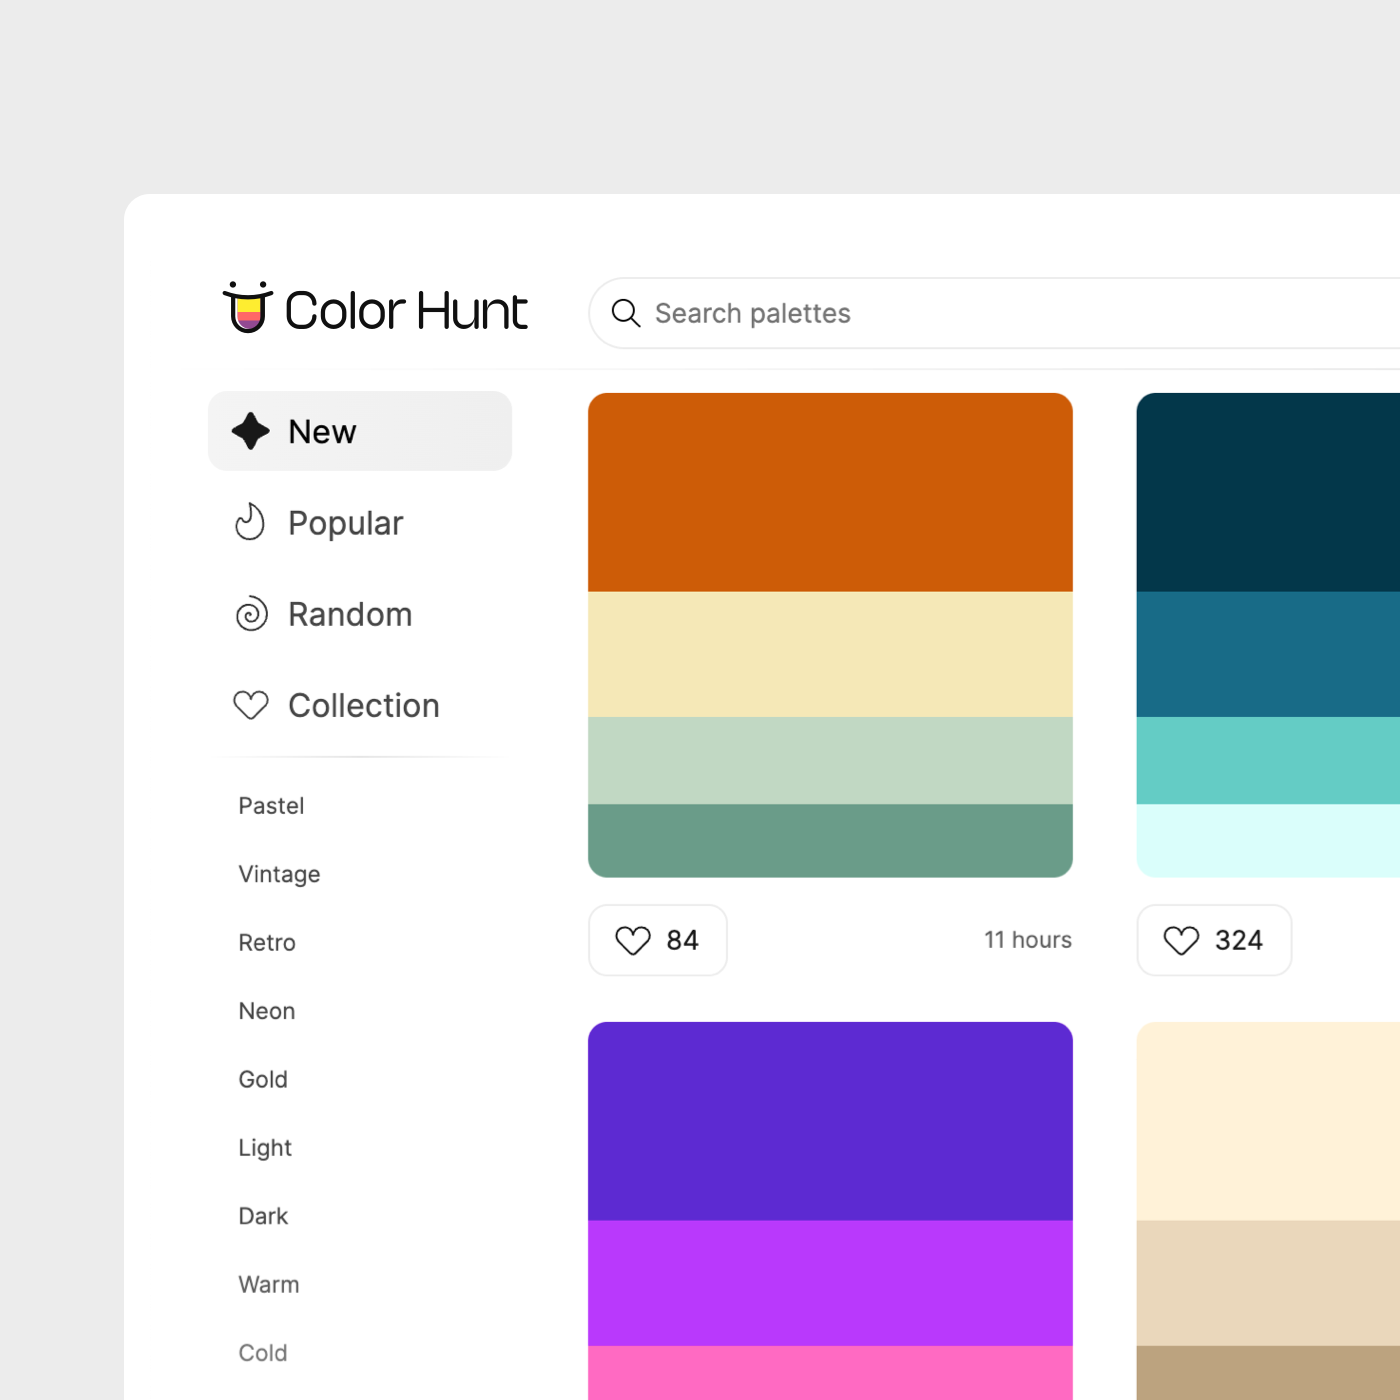 Color Hunt
Search palettes
New
Popular
Random
Collection
Pastel
Vintage
Retro
Neon
Gold
Light
Dark
Warm
Cold
84
11 hours
324